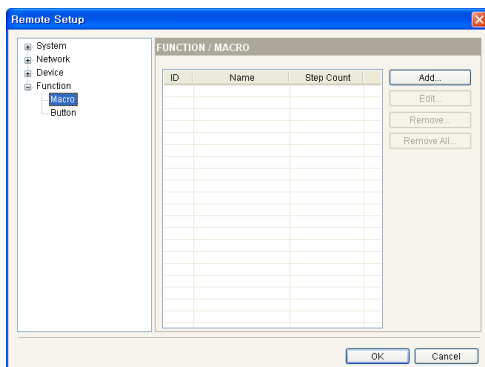 Remote Setup
System
Network
Device
Function
Macro
Button
FUNCTION / MACRO
ID Name Step Count
Add...
Edit...
Remove...
Remove All...
OK Cancel